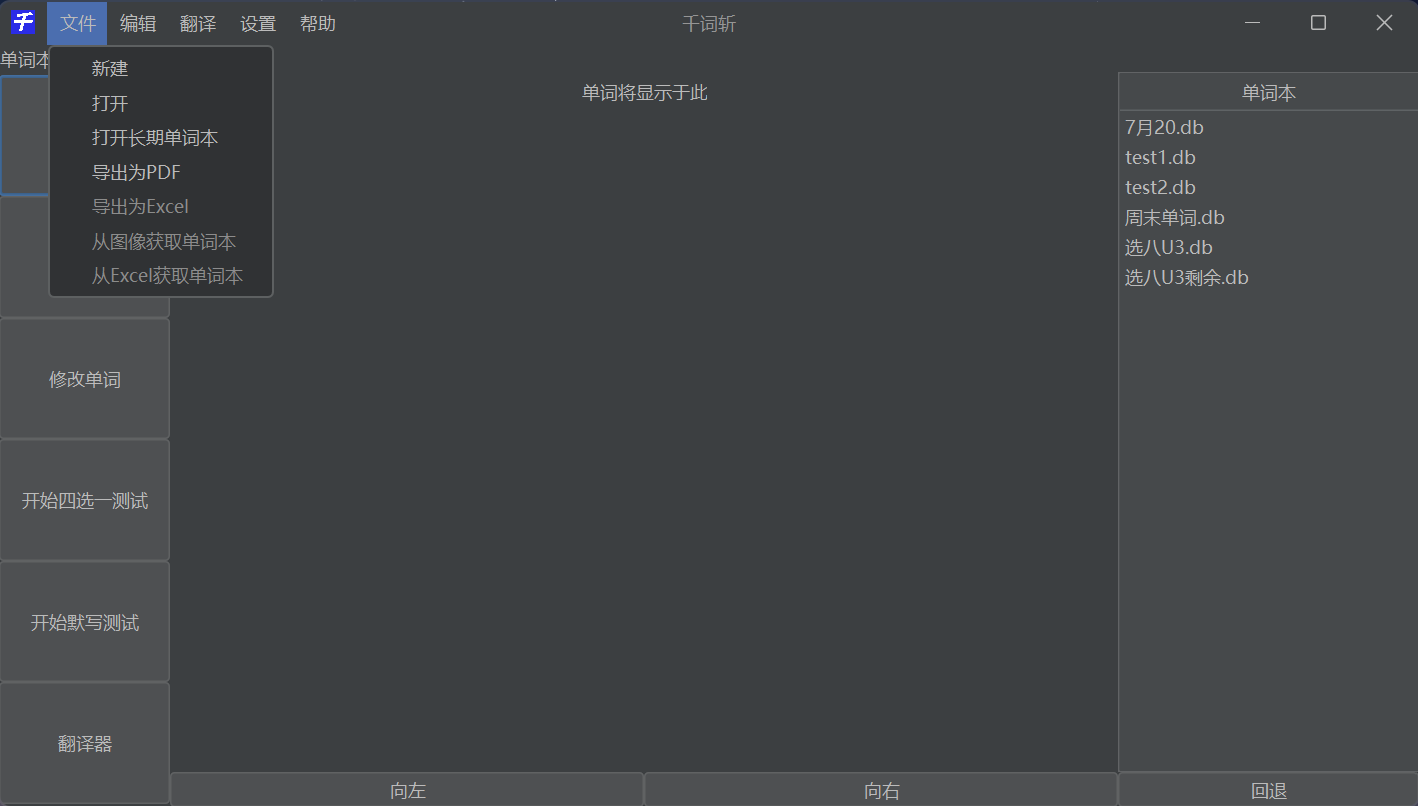 千 文件 编辑 翻译 设置 帮助 千词斩
单词本
新建
打开
打开长期单词本
导出为PDF
导出为Excel
从图像获取单词本
从Excel获取单词本
修改单词
开始四选一测试
开始默写测试
翻译器
单词将显示于此
单词本
7月20.db
test1.db
test2.db
周末单词.db
选八U3.db
选八U3剩余.db
向左 向右 回退